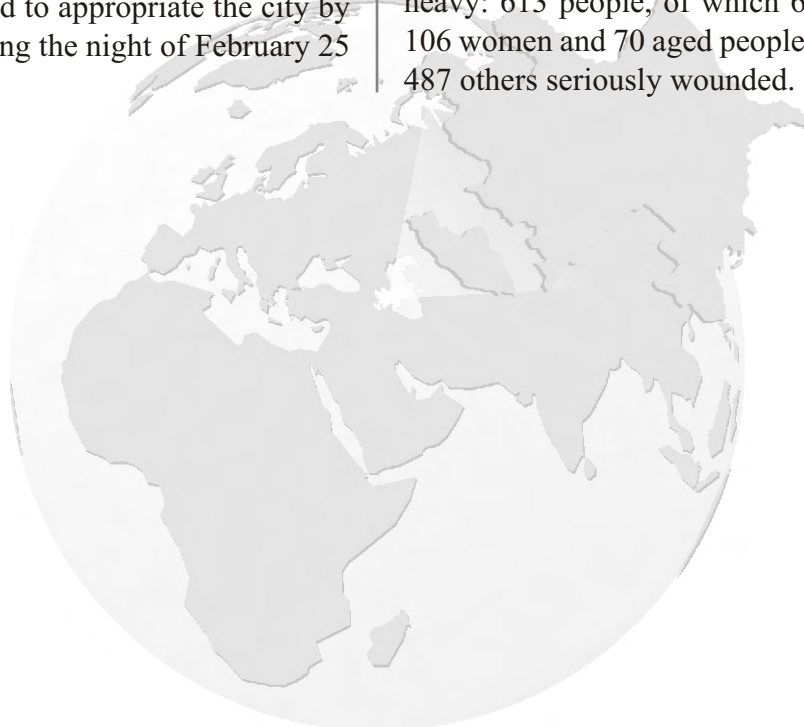 d to appropriate the city by
ng the night of February 25
heavy: 613 people, of which 6
106 women and 70 aged people
487 others seriously wounded.